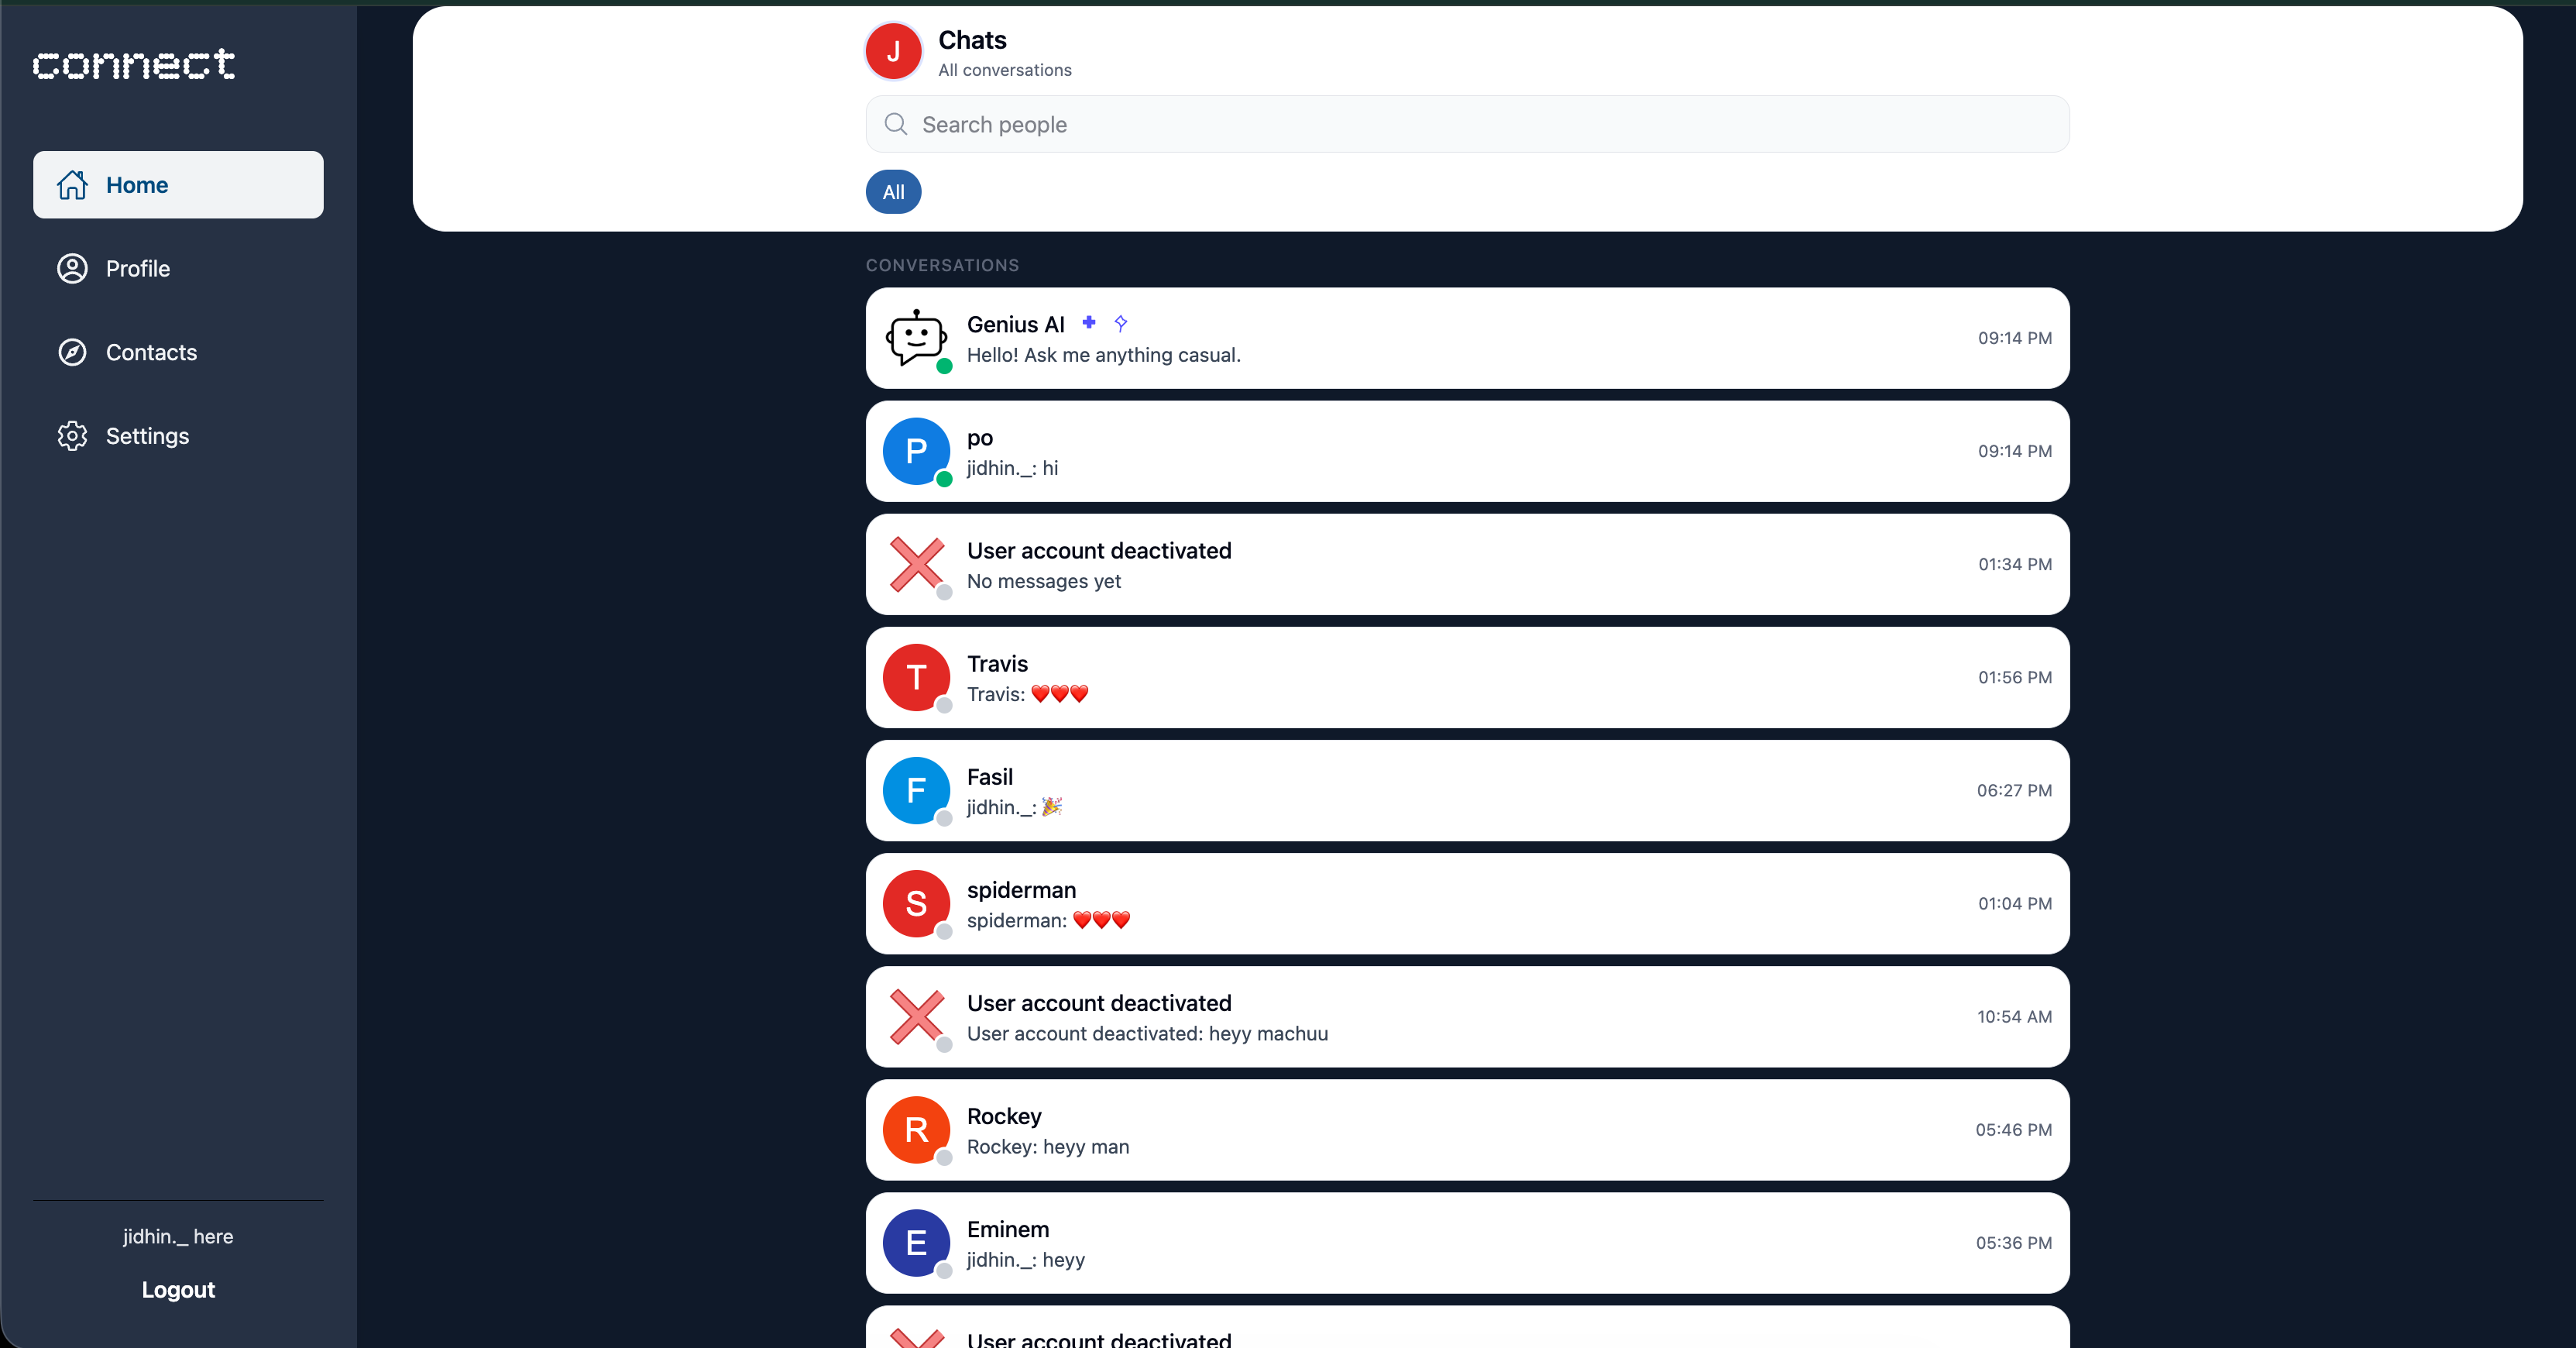 connect
Home
Profile
Contacts
Settings
jidhin._ here
Logout
J
Chats
All conversations
Search people
All
CONVERSATIONS
Genius AI
Hello! Ask me anything casual.
09:14 PM
P
po
jidhin._: hi
09:14 PM
User account deactivated
No messages yet
01:34 PM
T
Travis
Travis: ❤️❤️❤️
01:56 PM
F
Fasil
jidhin._: 🎉
06:27 PM
S
spiderman
spiderman: ❤️❤️❤️
01:04 PM
User account deactivated
User account deactivated: heyy machuu
10:54 AM
R
Rockey
Rockey: heyy man
05:46 PM
E
Eminem
jidhin._: heyy
05:36 PM
User account deactivated